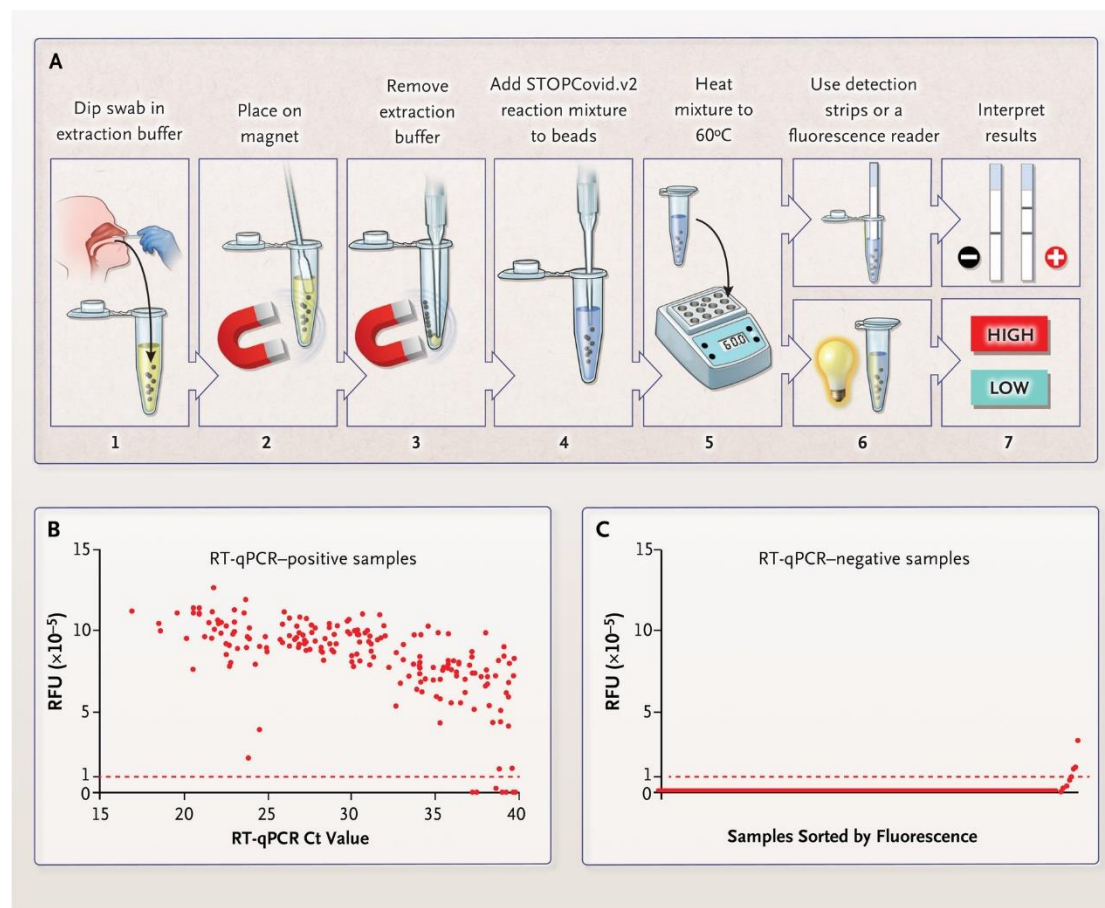 A
Dip swab in
extraction buffer
Place on
magnet
Remove
extraction
buffer
Add STOPCovid.v2
reaction mixture
to beads
Heat
mixture to
60ºC
Use detection
strips or a
fluorescence reader
Interpret
results
60.0
−
+
HIGH
LOW
1
2
3
4
5
6
7
B
RT-qPCR–positive samples
RFU (×10⁻⁵)
15
10
5
1
0
15
20
25
30
35
40
RT-qPCR Ct Value
C
RT-qPCR–negative samples
RFU (×10⁻⁵)
15
10
5
1
0
Samples Sorted by Fluorescence